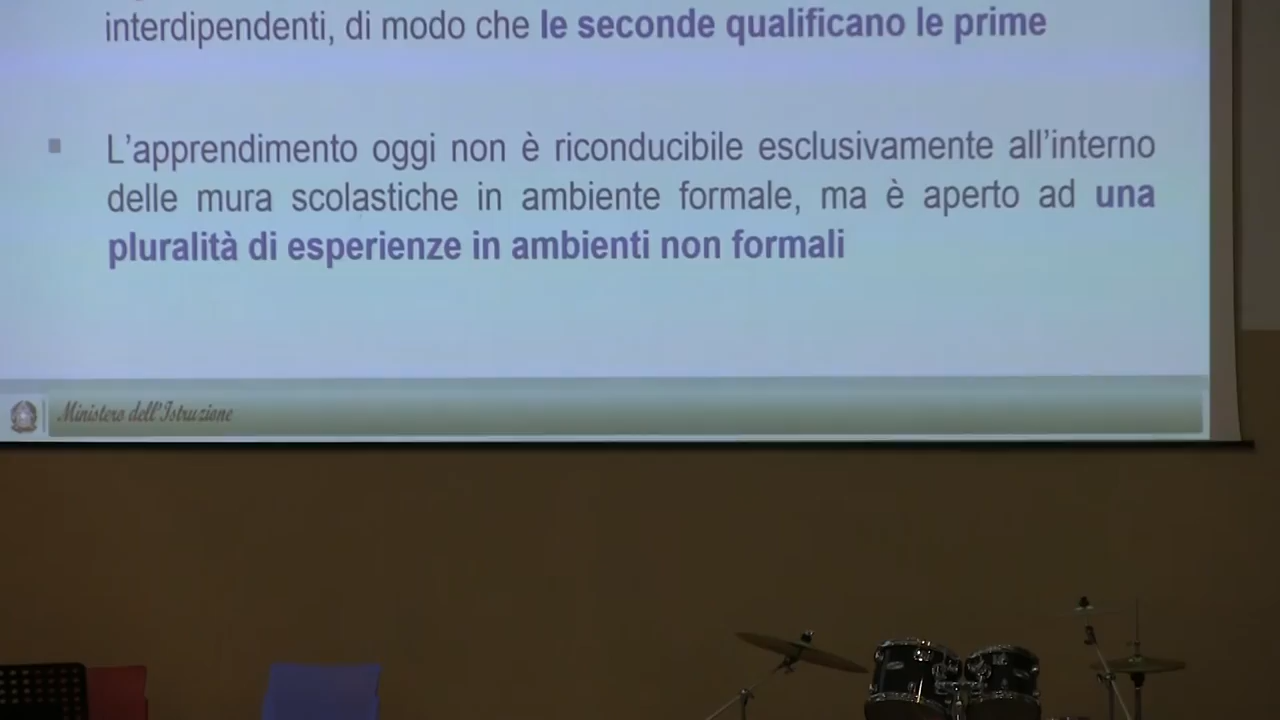 interdipendenti, di modo che le seconde qualificano le prime
L'apprendimento oggi non è riconducibile esclusivamente all'interno
delle mura scolastiche in ambiente formale, ma è aperto ad una
pluralità di esperienze in ambienti non formali
Ministero dell'Istruzione